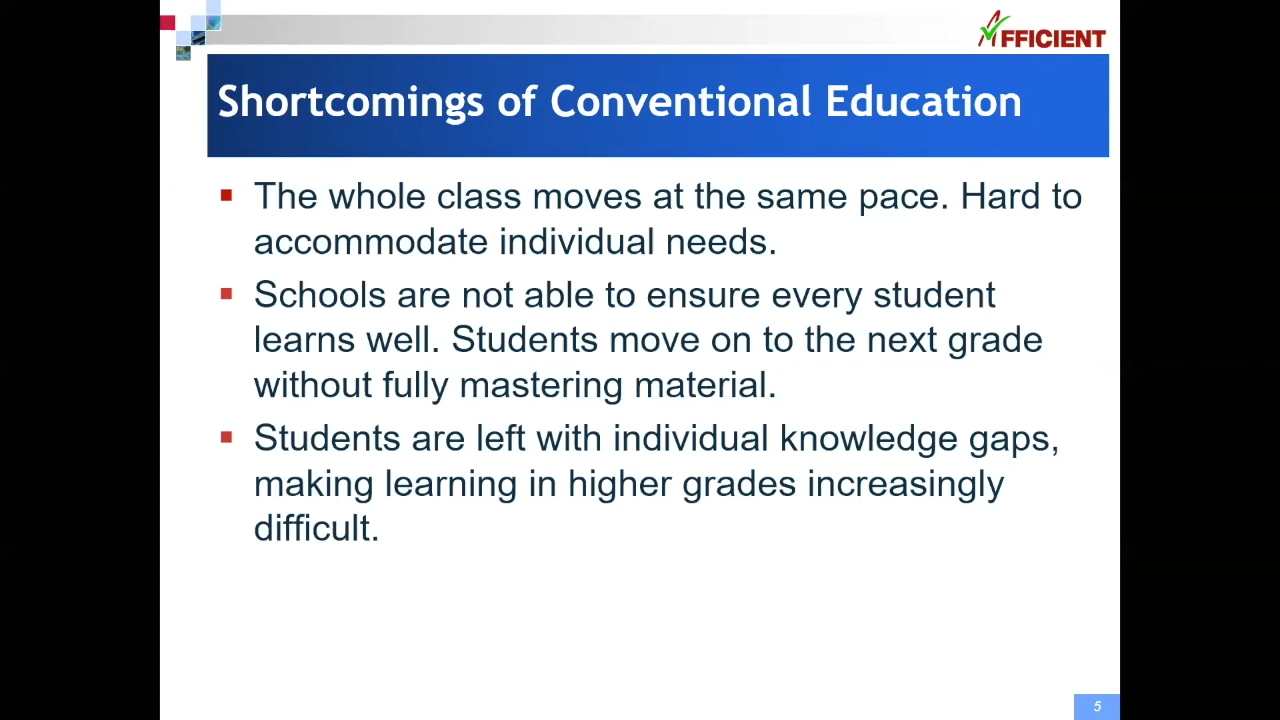 AFFICIENT
Shortcomings of Conventional Education
▪ The whole class moves at the same pace. Hard to
accommodate individual needs.
▪ Schools are not able to ensure every student
learns well. Students move on to the next grade
without fully mastering material.
▪ Students are left with individual knowledge gaps,
making learning in higher grades increasingly
difficult.
5